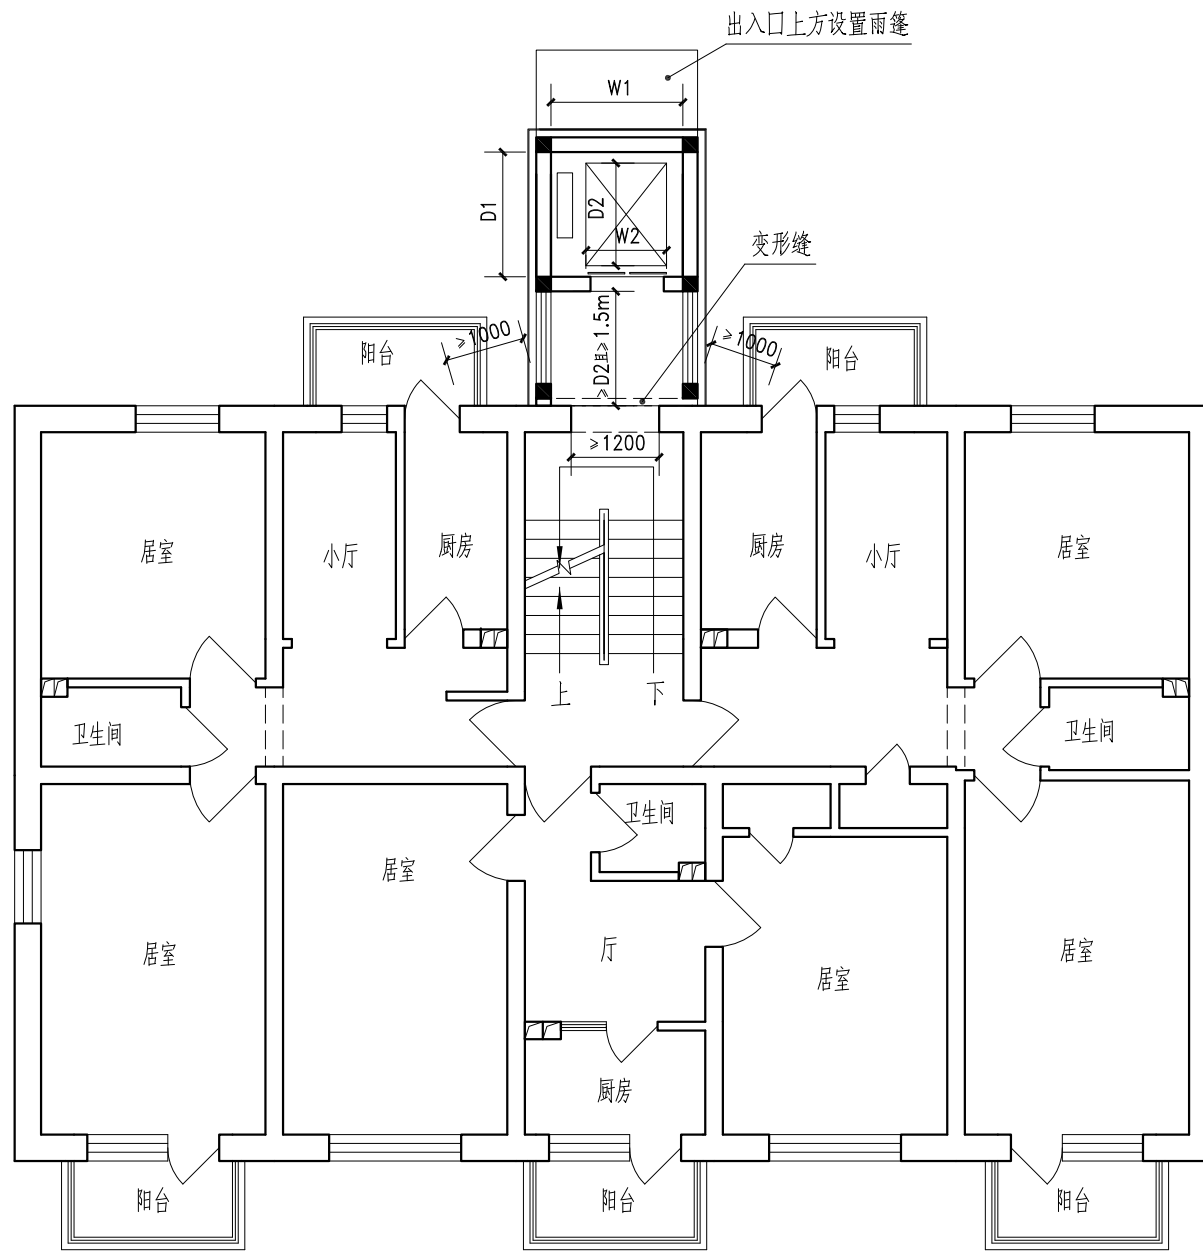 出入口上方设置雨篷
W1
D1
D2
W2
变形缝
≥D2且≥1.5m
≥1000
≥1000
阳台
阳台
≥1200
居室
小厅
厨房
厨房
小厅
居室
上
下
卫生间
卫生间
卫生间
居室
居室
厅
居室
居室
厨房
阳台
阳台
阳台